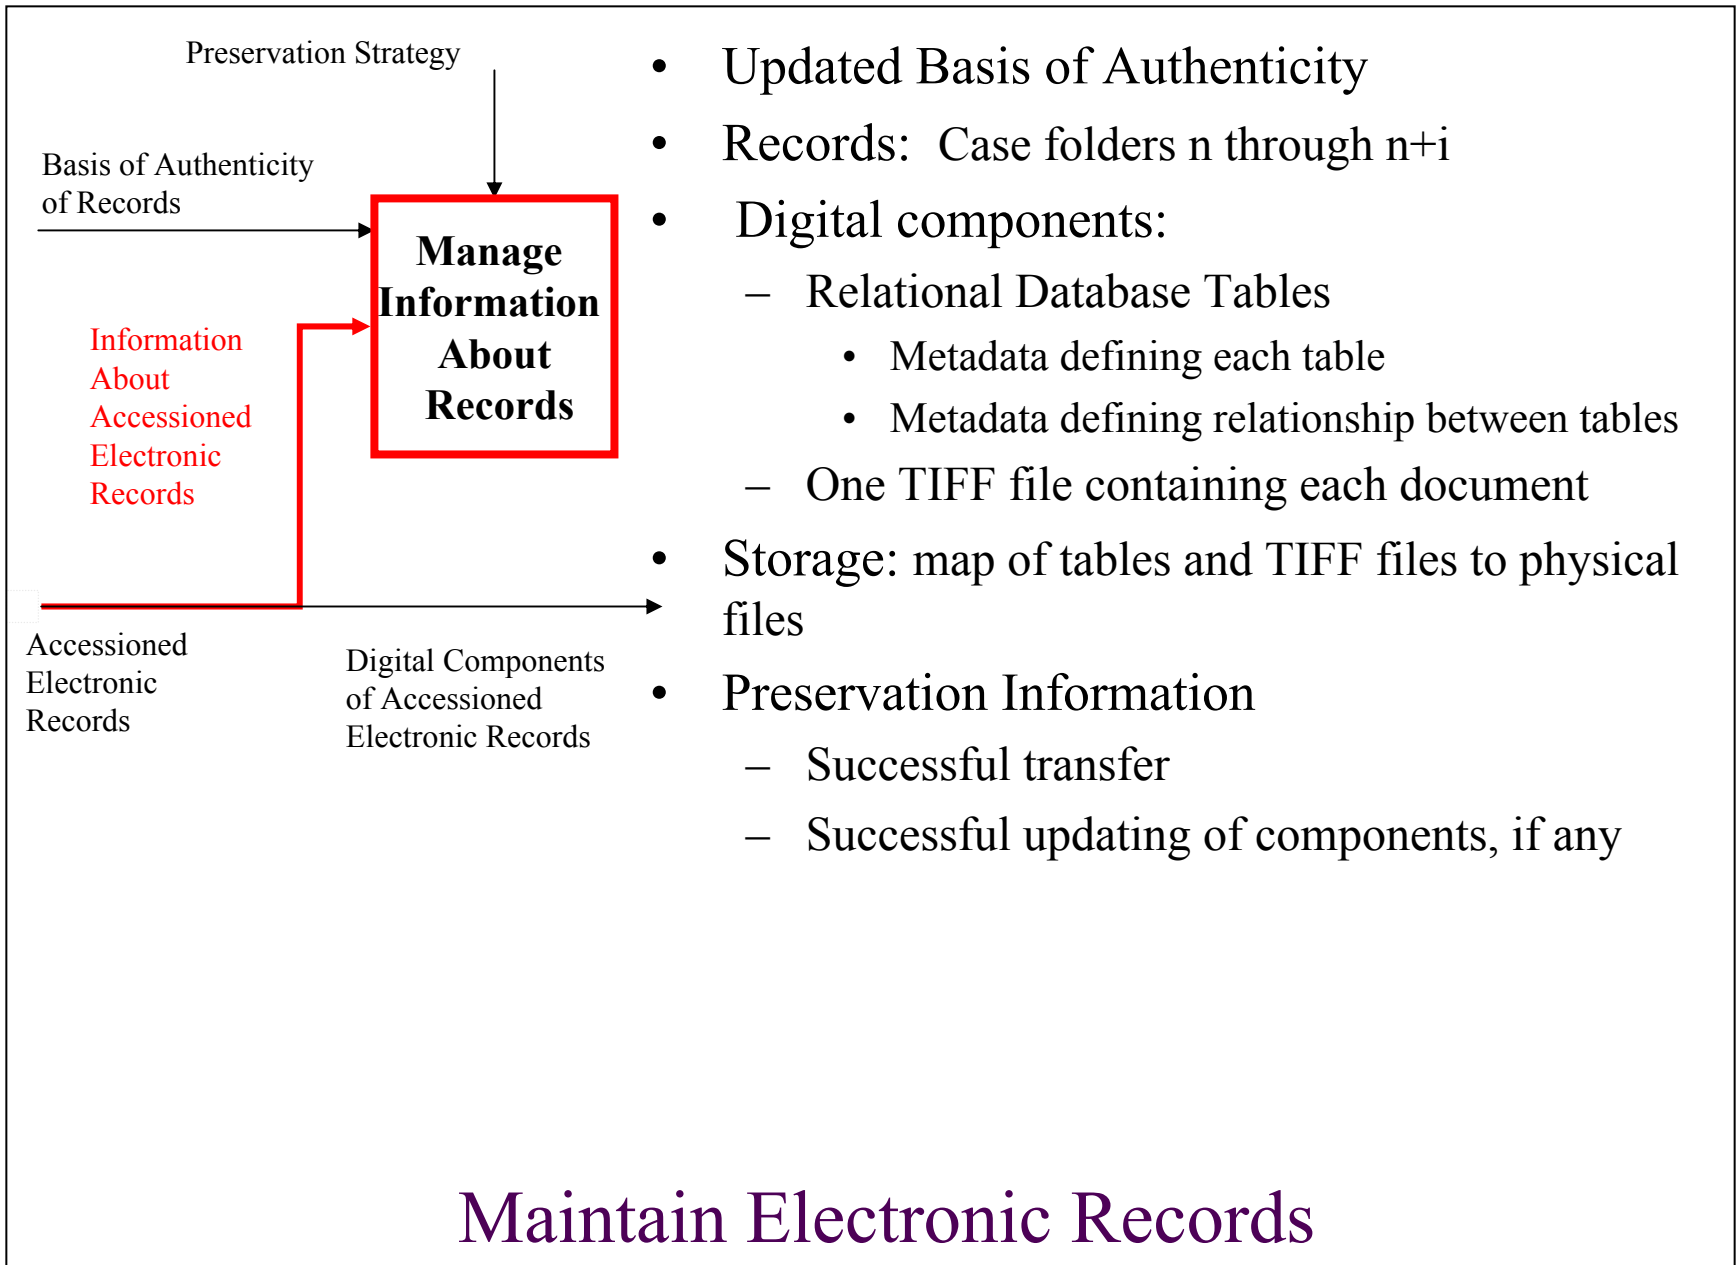 Preservation Strategy
Basis of Authenticity
of Records
Manage
Information
About
Records
Information
About
Accessioned
Electronic
Records
Accessioned
Electronic
Records
Digital Components
of Accessioned
Electronic Records
• Updated Basis of Authenticity
• Records: Case folders n through n+i
• Digital components:
– Relational Database Tables
• Metadata defining each table
• Metadata defining relationship between tables
– One TIFF file containing each document
• Storage: map of tables and TIFF files to physical
files
• Preservation Information
– Successful transfer
– Successful updating of components, if any
Maintain Electronic Records